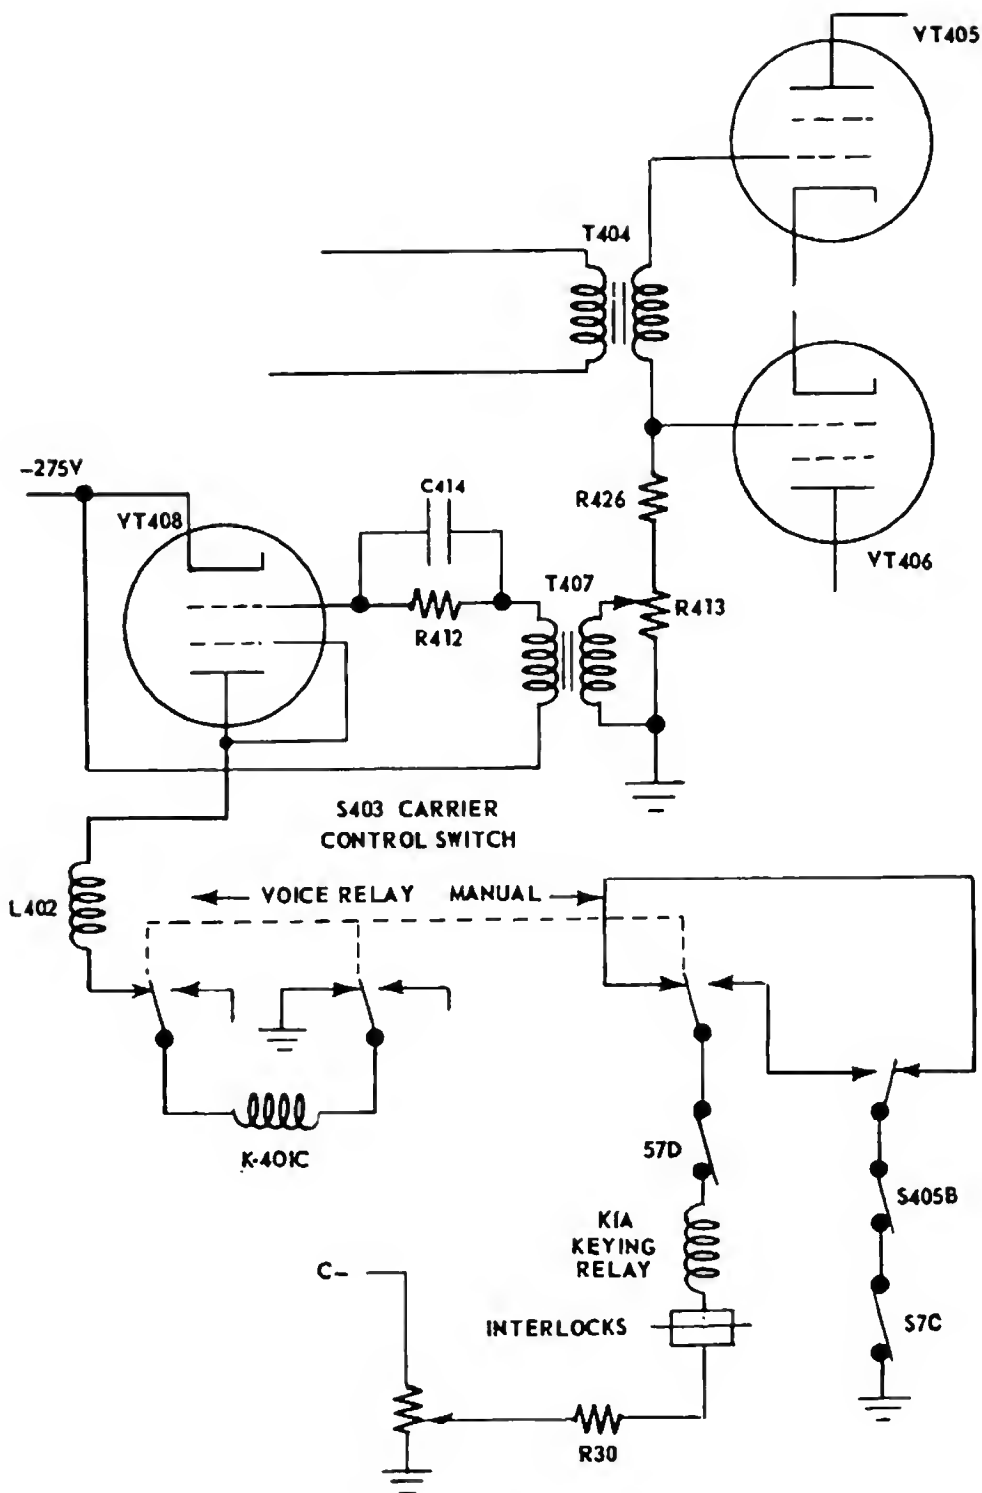 VT405
T404
-275V
C414
R426
VT408
VT406
T407
R412
R413
S403 CARRIER
CONTROL SWITCH
VOICE RELAY MANUAL
L402
57D
K-401C
S405B
K1A
KEYING
RELAY
C-
INTERLOCKS
S7C
R30